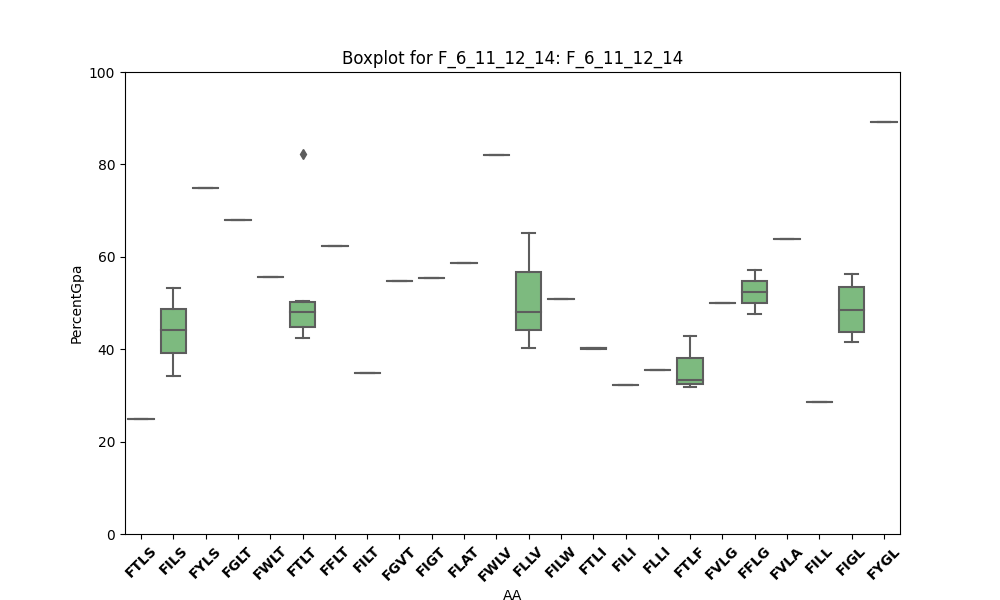 Boxplot for F_6_11_12_14: F_6_11_12_14
PercentGpa
100
80
60
40
20
0
FTLS FILS FYLS FGLT FWLT FTLT FFLT FILT FGVT FIGT FLAT FWLV FLLV FILW FTLI FILI FLLI FTLF FVLG FFLG FVLA FILL FIGL FYGL
AA